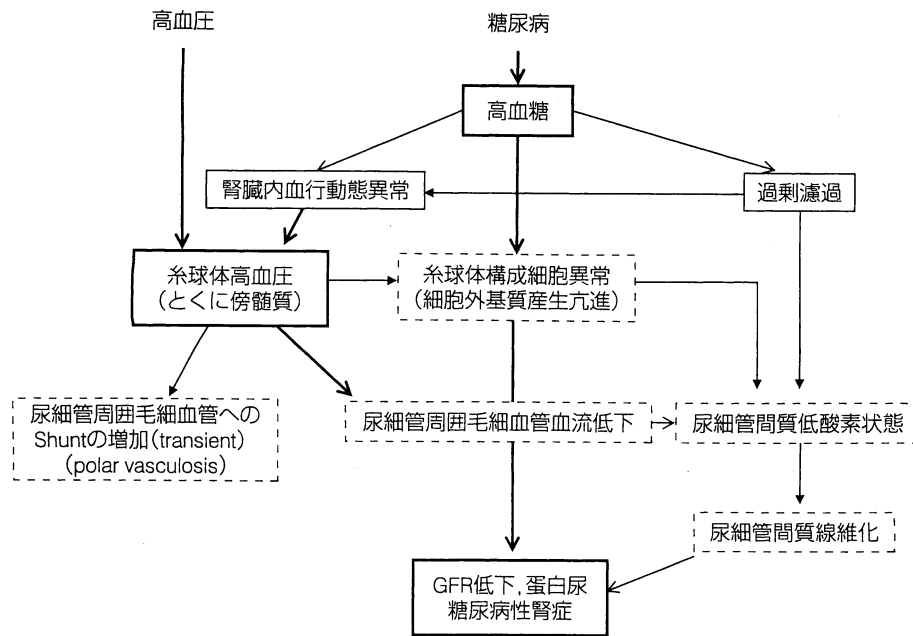 高血圧
糖尿病
高血糖
腎臓内血行動態異常
過剰濾過
糸球体高血圧
(とくに傍髄質)
糸球体構成細胞異常
(細胞外基質産生亢進)
尿細管周囲毛細血管への
Shuntの増加(transient)
(polar vasculosis)
尿細管周囲毛細血管血流低下
尿細管間質低酸素状態
尿細管間質線維化
GFR低下,蛋白尿
糖尿病性腎症